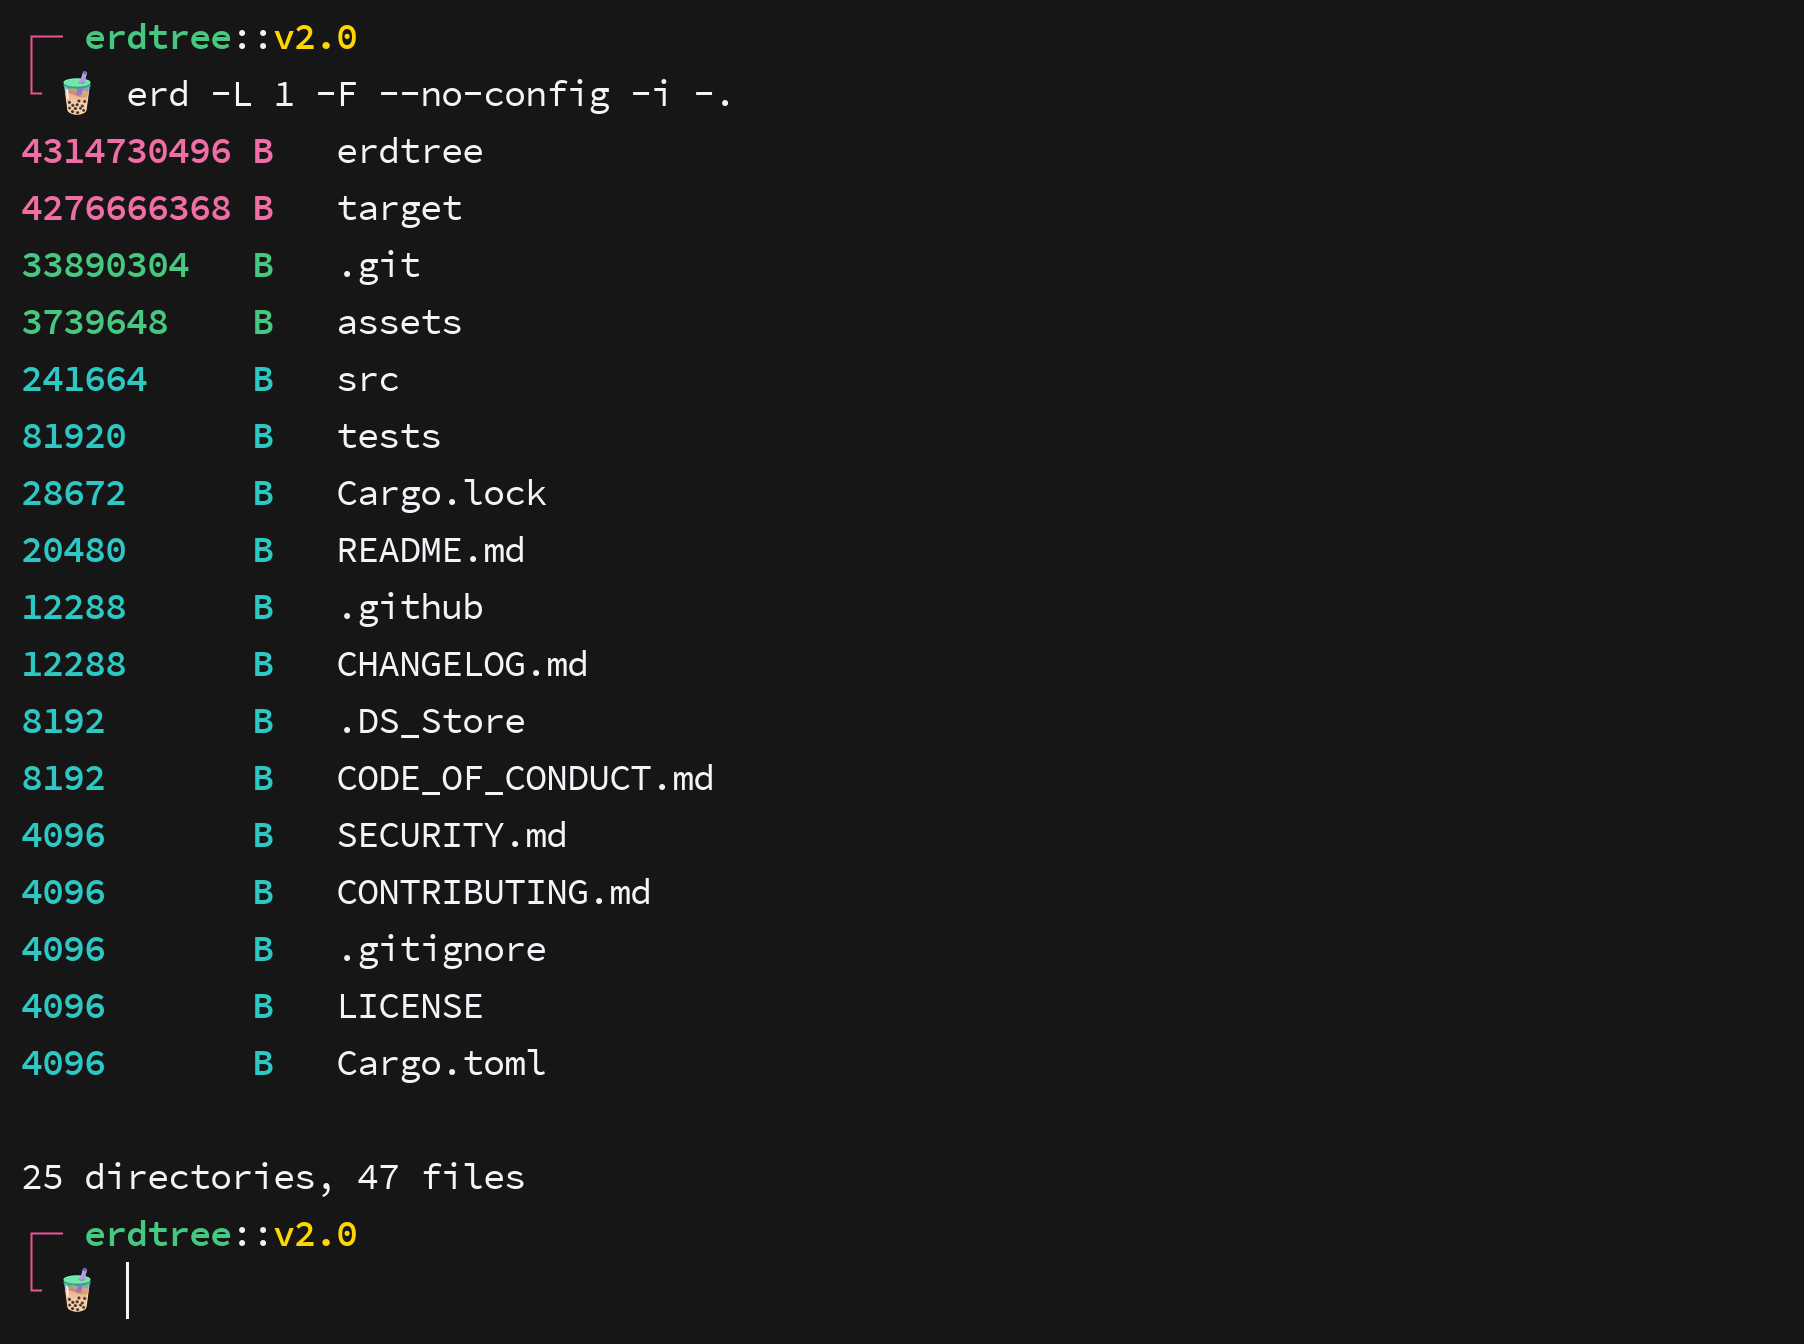 erdtree::v2.0
erd -L 1 -F --no-config -i -.
4314730496 B   erdtree
4276666368 B   target
33890304   B   .git
3739648    B   assets
241664     B   src
81920      B   tests
28672      B   Cargo.lock
20480      B   README.md
12288      B   .github
12288      B   CHANGELOG.md
8192       B   .DS_Store
8192       B   CODE_OF_CONDUCT.md
4096       B   SECURITY.md
4096       B   CONTRIBUTING.md
4096       B   .gitignore
4096       B   LICENSE
4096       B   Cargo.toml
25 directories, 47 files
erdtree::v2.0